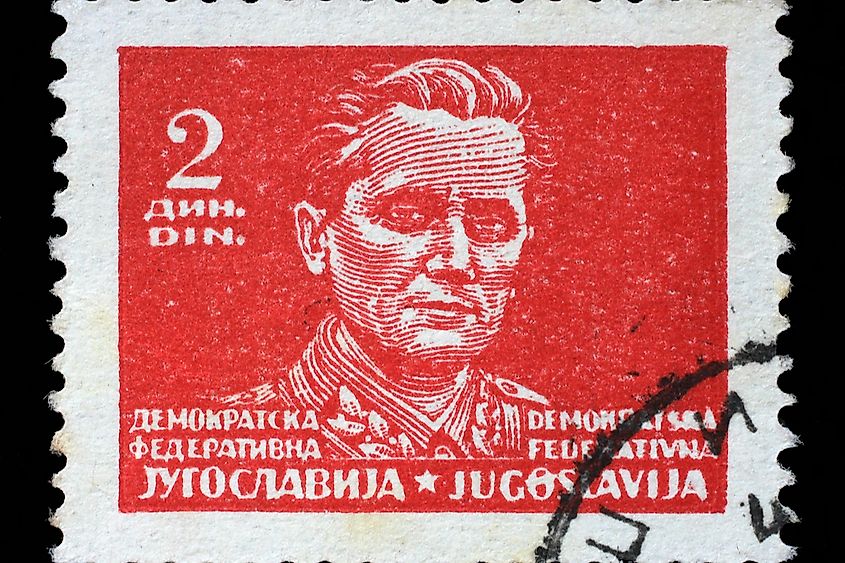 2
ДИН.
DIN.
ДЕМОКРАТСКА
ФЕДЕРАТИВНА
DEMOKRATSKA
FEDERATIVNA
ЈУГОСЛАВИЈА ★ JUGOSLAVIJA